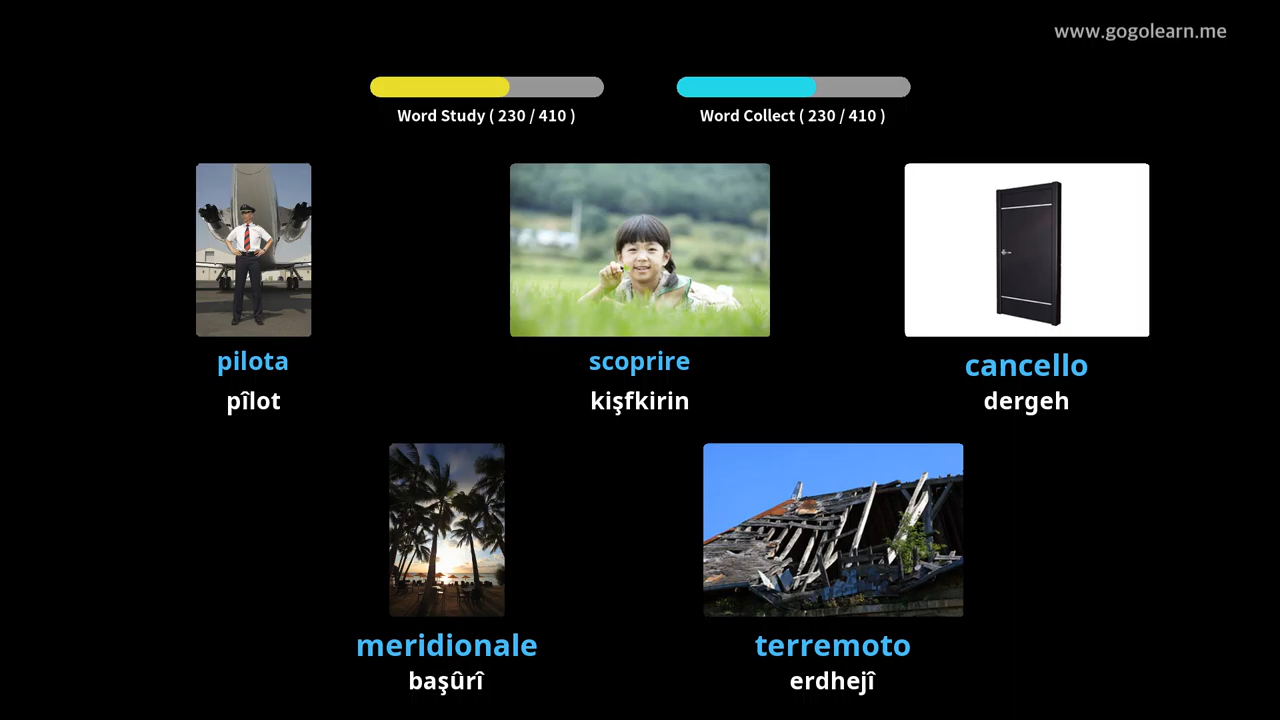 www.gogolearn.me
Word Study ( 230 / 410 )
Word Collect ( 230 / 410 )
pilota
scoprire
cancello
pîlot
kişfkirin
dergeh
meridionale
terremoto
başûrî
erdhejî